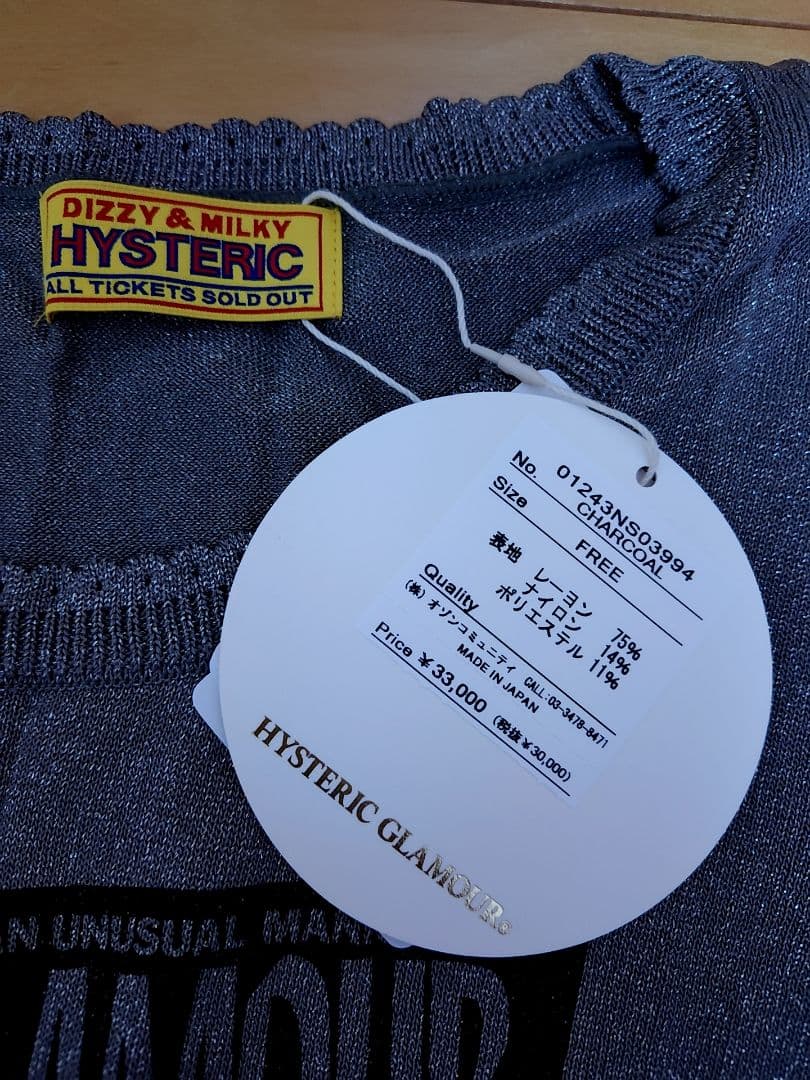 DIZZY & MILKY
HYSTERIC
ALL TICKETS SOLD OUT
No. 01243NS03994
CHARCOAL
Size FREE
表地 レーヨン 75%
ナイロン 14%
ポリエステル 11%
Quality
(株) オゾンコミュニティ CALL:03-3478-8471
MADE IN JAPAN
Price ¥33,000 (税抜¥30,000)
HYSTERIC GLAMOUR©
AN UNUSUAL
AMOUR